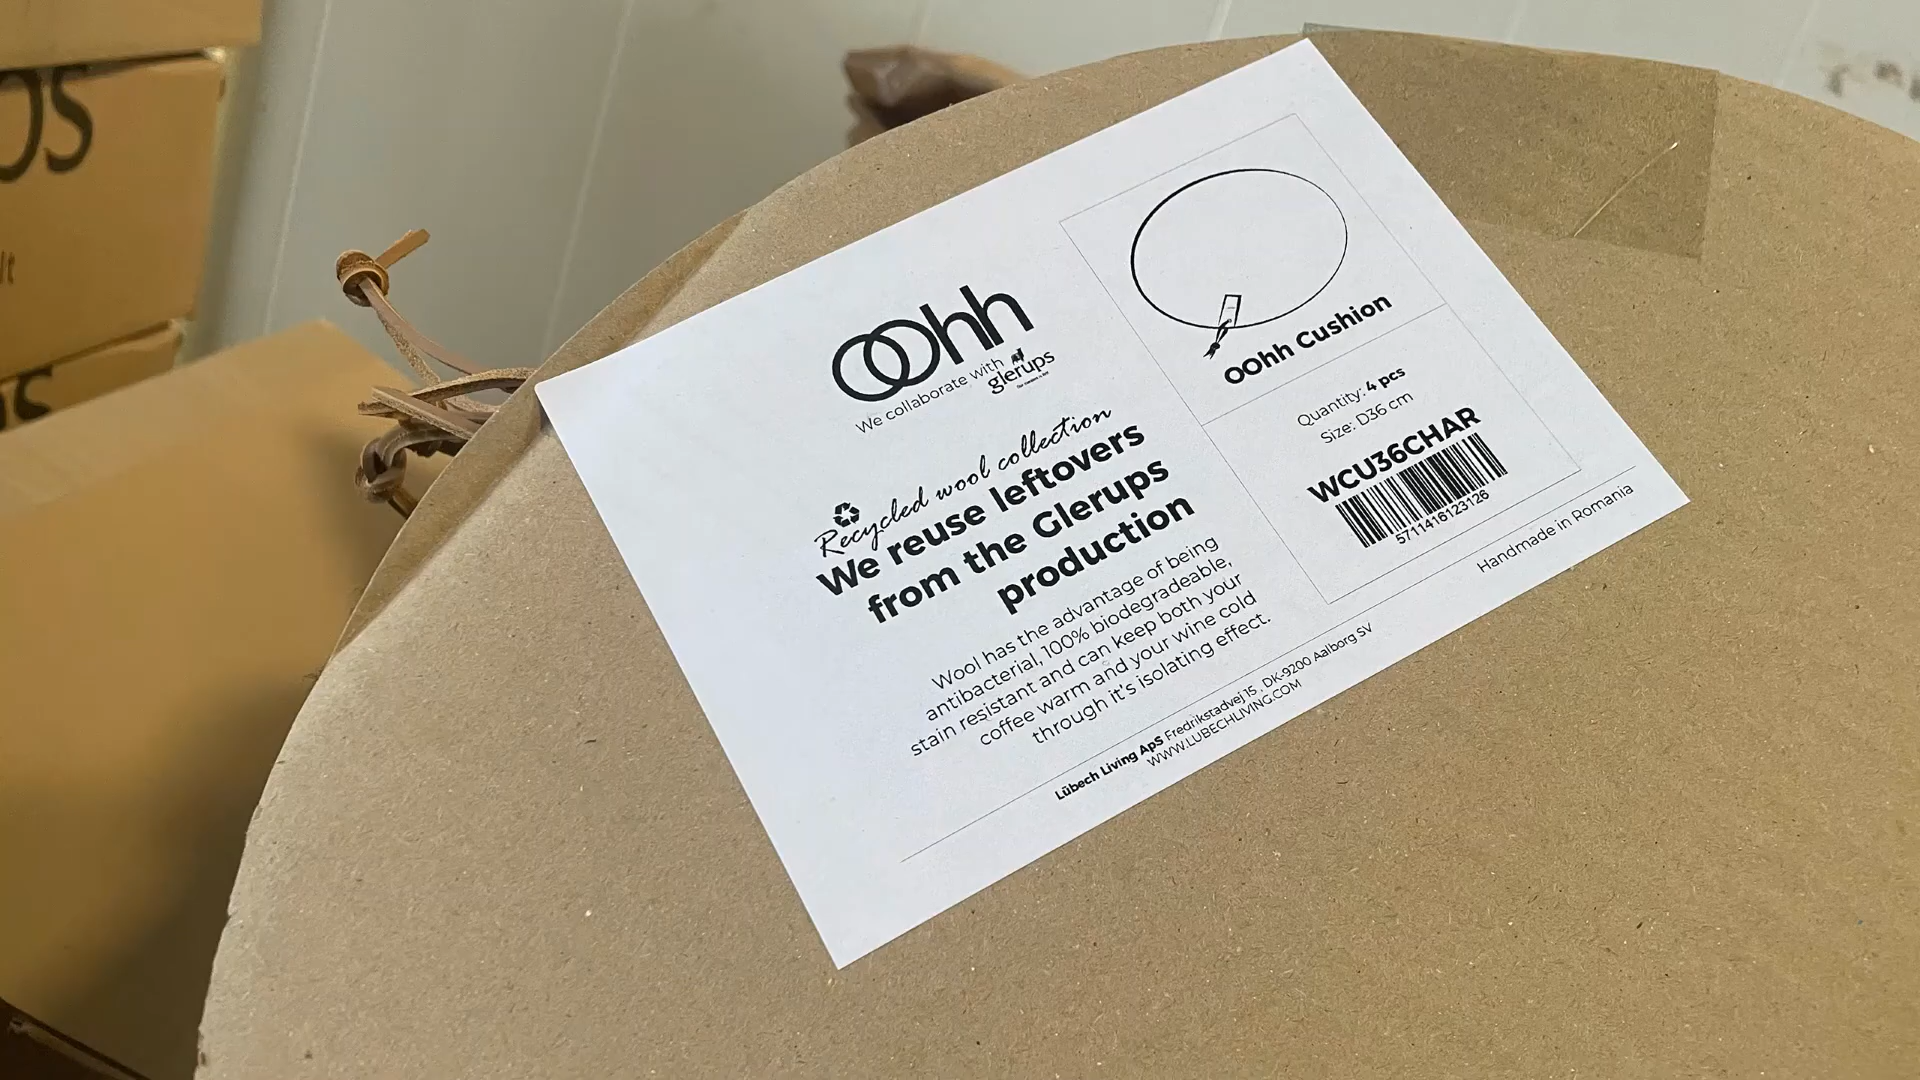 OS
lt
OS
OOhh
We collaborate with glerups
Recycled wool collection
We reuse leftovers
from the Glerups
production
Wool has the advantage of being
antibacterial, 100% biodegradeable,
stain resistant and can keep both your
coffee warm and your wine cold
through it's isolating effect.
OOhh Cushion
Quantity: 4 pcs
Size: D36 cm
WCU36CHAR
5711416123126
Handmade in Romania
Lübech Living ApS Fredrikstadvej 15, DK-9200 Aalborg SV
WWW.LUBECHLIVING.COM